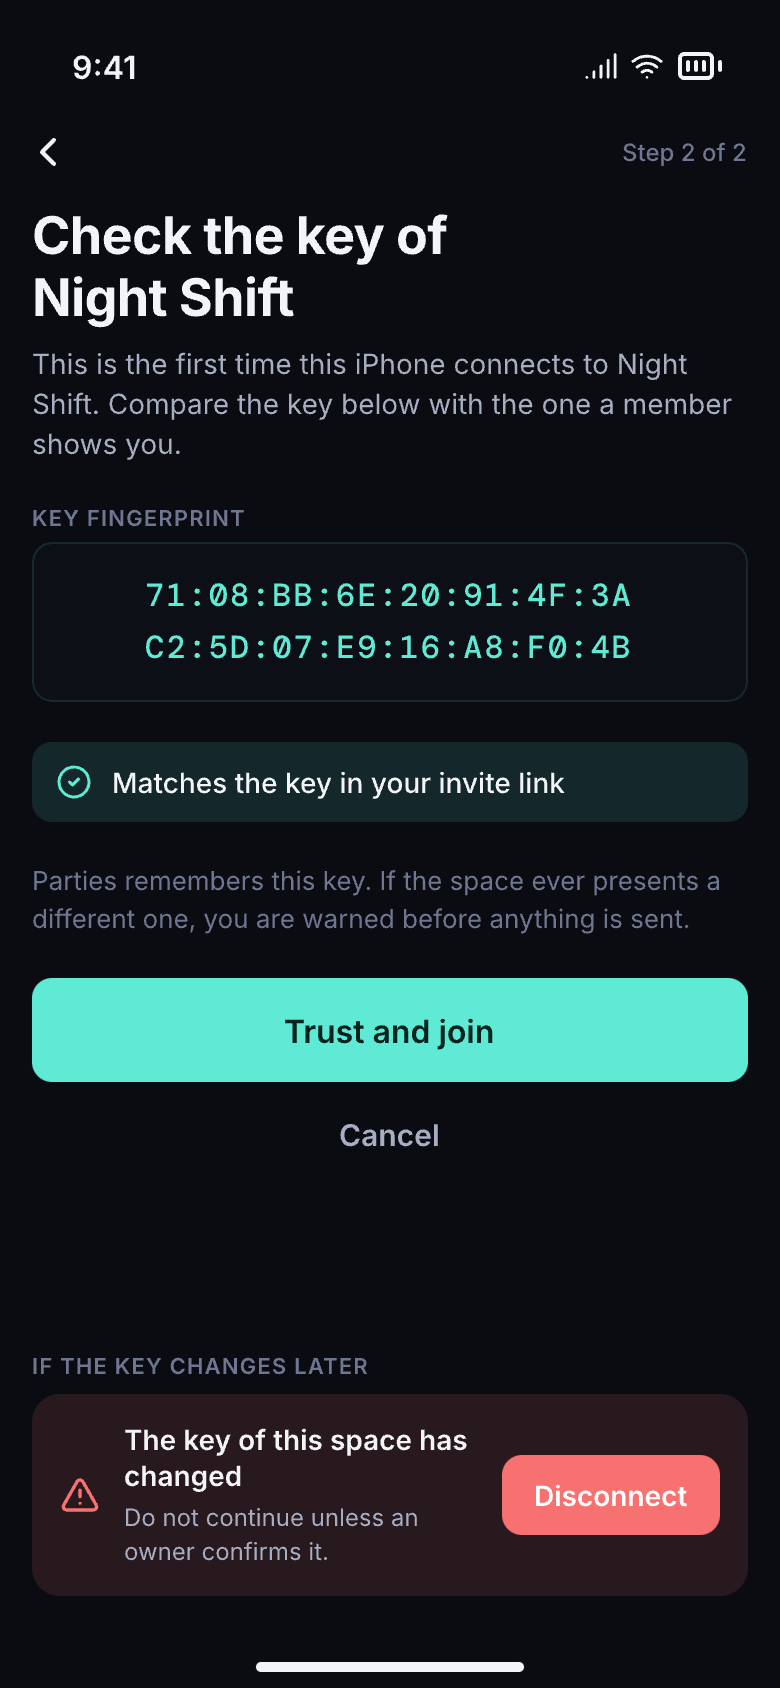 9:41
Step 2 of 2
Check the key of
Night Shift
This is the first time this iPhone connects to Night
Shift. Compare the key below with the one a member
shows you.
KEY FINGERPRINT
71:08:BB:6E:20:91:4F:3A
C2:5D:07:E9:16:A8:F0:4B
Matches the key in your invite link
Parties remembers this key. If the space ever presents a
different one, you are warned before anything is sent.
Trust and join
Cancel
IF THE KEY CHANGES LATER
The key of this space has
changed
Do not continue unless an
owner confirms it.
Disconnect